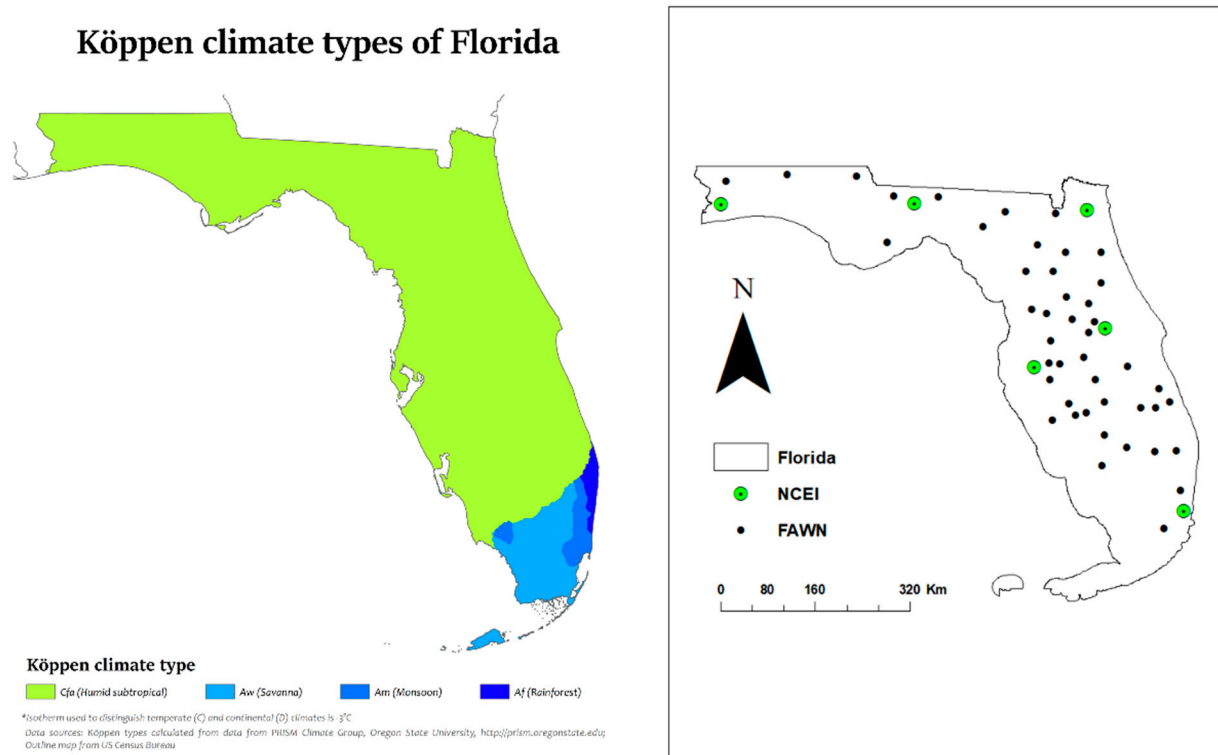 Köppen climate types of Florida
Köppen climate type
Cfa (Humid subtropical)
Aw (Savanna)
Am (Monsoon)
Af (Rainforest)
*Isotherm used to distinguish temperate (C) and continental (D) climates is -3°C
Data sources: Köppen types calculated from data from PRISM Climate Group, Oregon State University, http://prism.oregonstate.edu;
Outline map from US Census Bureau
N
Florida
NCEI
FAWN
0 80 160 320 Km